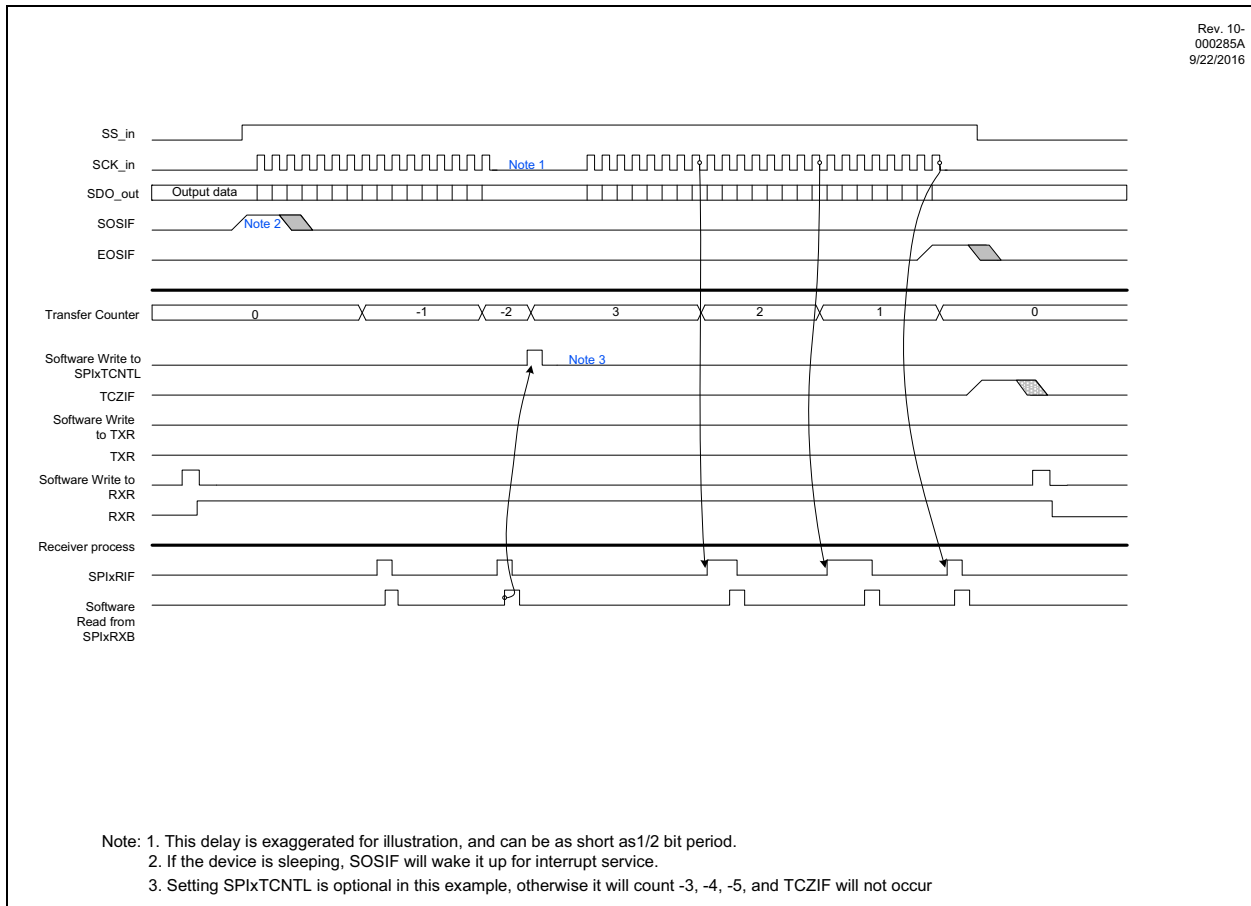 Rev. 10-
000285A
9/22/2016
SS_in
SCK_in
Note 1
SDO_out
Output data
SOSIF
Note 2
EOSIF
Transfer Counter
0
-1
-2
3
2
1
0
Software Write to
SPIxTCNTL
Note 3
TCZIF
Software Write
to TXR
TXR
Software Write to
RXR
RXR
Receiver process
SPIxRIF
Software
Read from
SPIxRXB
Note: 1. This delay is exaggerated for illustration, and can be as short as1/2 bit period.
2. If the device is sleeping, SOSIF will wake it up for interrupt service.
3. Setting SPIxTCNTL is optional in this example, otherwise it will count -3, -4, -5, and TCZIF will not occur